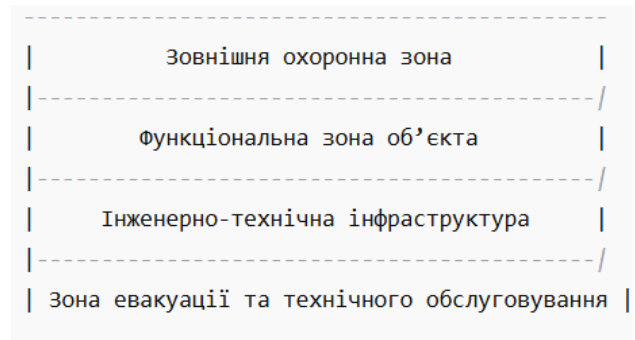 Зовнішня охоронна зона
Функціональна зона об’єкта
Інженерно-технічна інфраструктура
Зона евакуації та технічного обслуговування